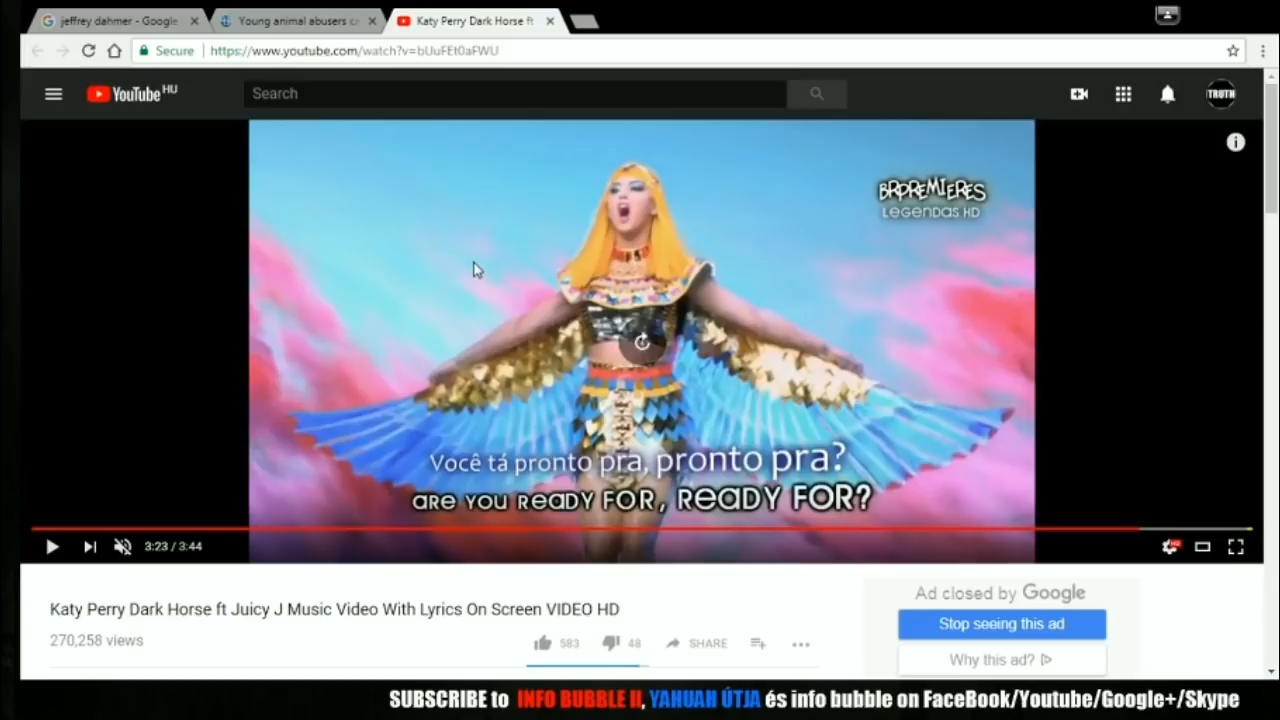 jeffrey dahmer - Google
Young animal abusers
Katy Perry Dark Horse ft
Secure
https://www.youtube.com/watch?v=bUuFEt0aFWU
YouTube HU
Search
TRUTH
BRPREMIERES
LEGENDAS HD
Você tá pronto pra, pronto pra?
ARE YOU READY FOR, READY FOR?
3:23 / 3:44
HD
Katy Perry Dark Horse ft Juicy J Music Video With Lyrics On Screen VIDEO HD
270,258 views
583
48
SHARE
Ad closed by Google
Stop seeing this ad
Why this ad?
SUBSCRIBE to INFO BUBBLE II, YAHUAH ÚTJA és info bubble on FaceBook/Youtube/Google+/Skype